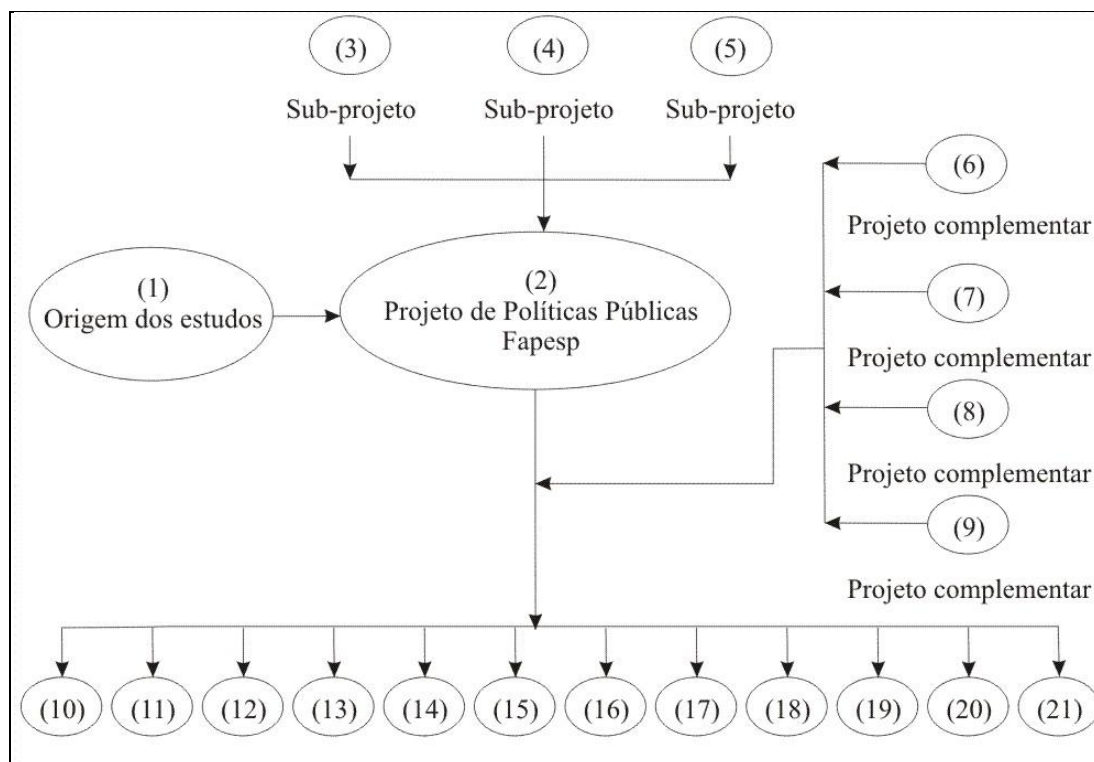 (3)
(4)
(5)
Sub-projeto
Sub-projeto
Sub-projeto
(6)
Projeto complementar
(1)
Origem dos estudos
(2)
Projeto de Políticas Públicas
Fapesp
(7)
Projeto complementar
(8)
Projeto complementar
(9)
Projeto complementar
(10)
(11)
(12)
(13)
(14)
(15)
(16)
(17)
(18)
(19)
(20)
(21)